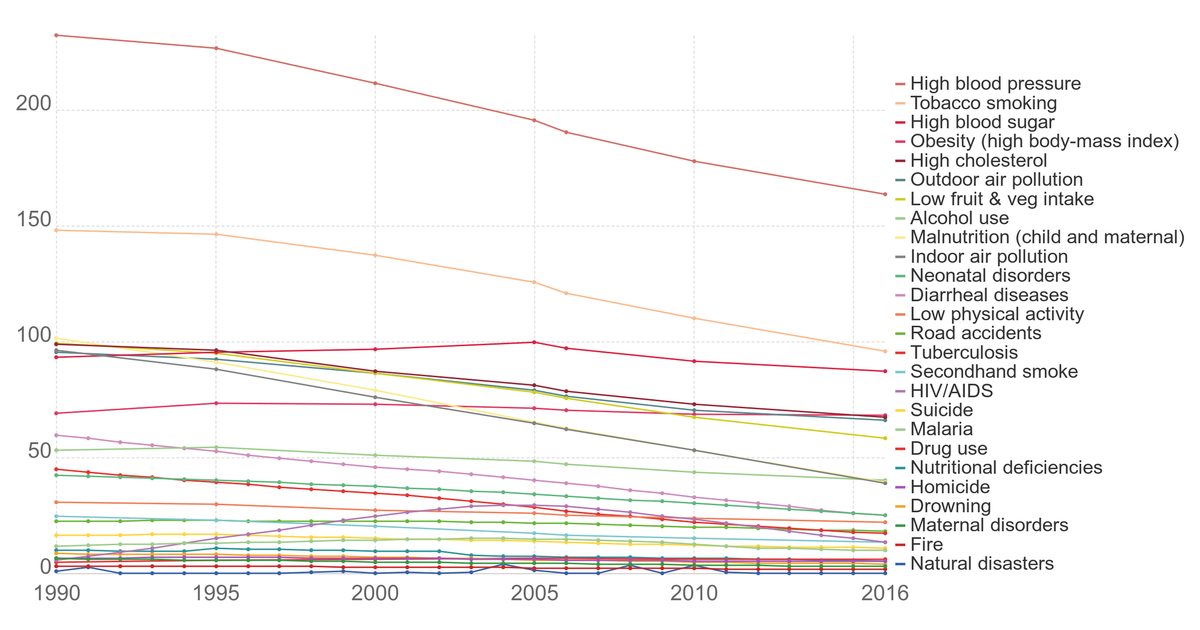 200
150
100
50
0
1990 1995 2000 2005 2010 2016
High blood pressure
Tobacco smoking
High blood sugar
Obesity (high body-mass index)
High cholesterol
Outdoor air pollution
Low fruit & veg intake
Alcohol use
Malnutrition (child and maternal)
Indoor air pollution
Neonatal disorders
Diarrheal diseases
Low physical activity
Road accidents
Tuberculosis
Secondhand smoke
HIV/AIDS
Suicide
Malaria
Drug use
Nutritional deficiencies
Homicide
Drowning
Maternal disorders
Fire
Natural disasters